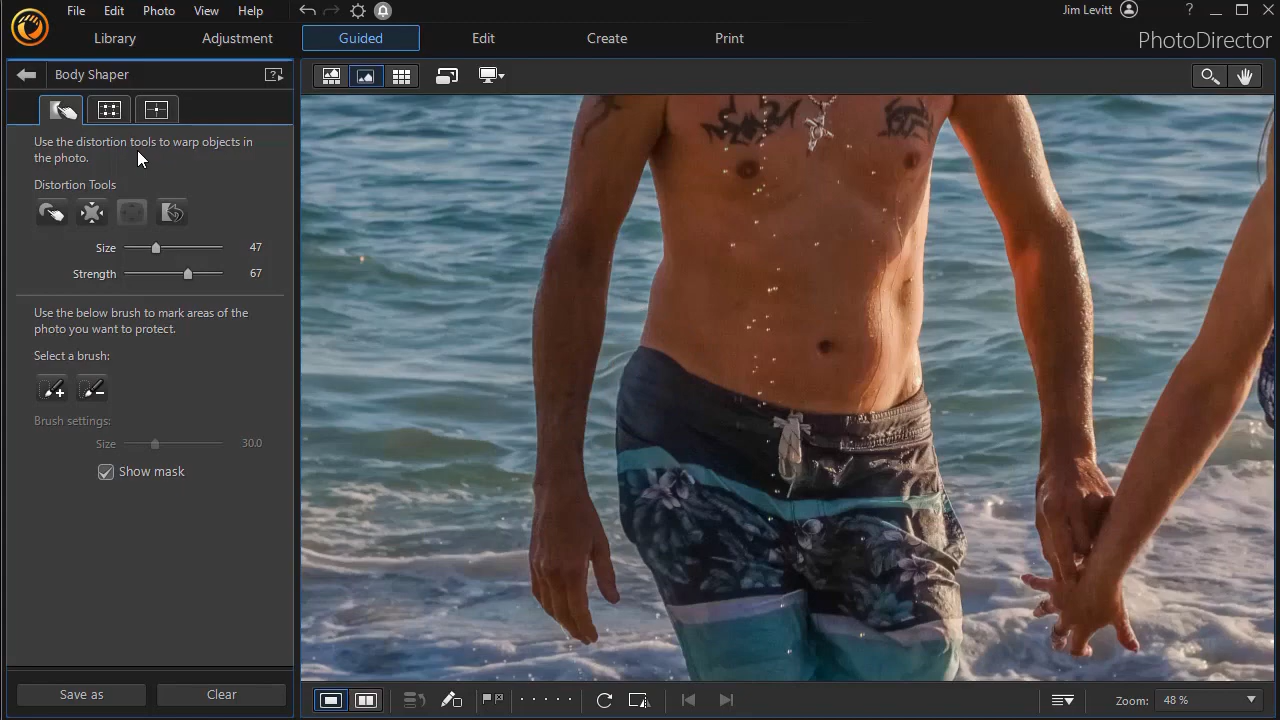 File Edit Photo View Help
Jim Levitt ?
Library Adjustment Guided Edit Create Print
PhotoDirector
Body Shaper
Use the distortion tools to warp objects in
the photo.
Distortion Tools
Size 47
Strength 67
Use the below brush to mark areas of the
photo you want to protect.
Select a brush:
Brush settings:
Size 30.0
Show mask
Save as Clear
Zoom: 48 %